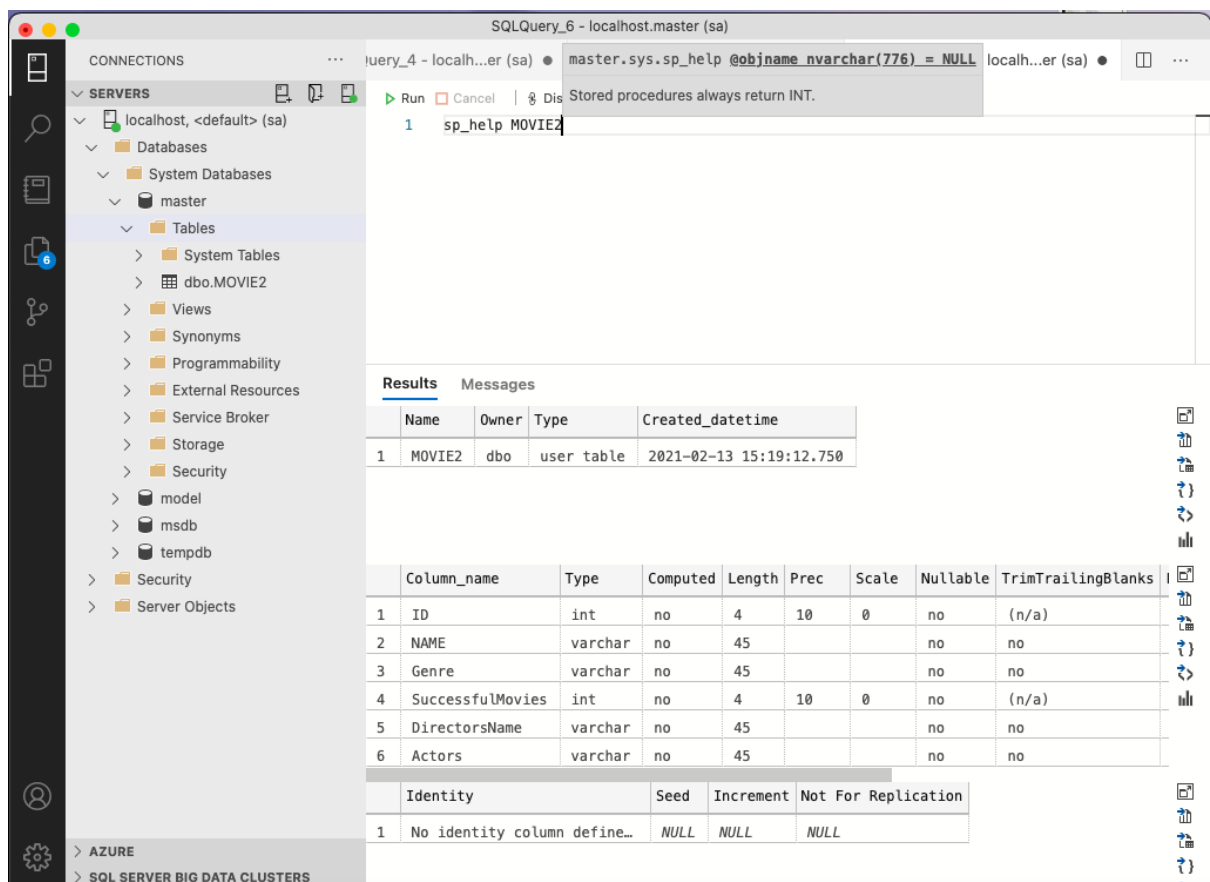 SQLQuery_6 - localhost.master (sa)
CONNECTIONS
SERVERS
localhost, <default> (sa)
Databases
System Databases
master
Tables
System Tables
dbo.MOVIE2
Views
Synonyms
Programmability
External Resources
Service Broker
Storage
Security
model
msdb
tempdb
Security
Server Objects
AZURE
SQL SERVER BIG DATA CLUSTERS
6
uery_4 - localh...er (sa) localh...er (sa)
master.sys.sp_help @objname nvarchar(776) = NULL
Stored procedures always return INT.
Run Cancel Dis
1 sp_help MOVIE2
Results Messages
Name Owner Type Created_datetime
1 MOVIE2 dbo user table 2021-02-13 15:19:12.750
Column_name Type Computed Length Prec Scale Nullable TrimTrailingBlanks
1 ID int no 4 10 0 no (n/a)
2 NAME varchar no 45 no no
3 Genre varchar no 45 no no
4 SuccessfulMovies int no 4 10 0 no (n/a)
5 DirectorsName varchar no 45 no no
6 Actors varchar no 45 no no
Identity Seed Increment Not For Replication
1 No identity column define… NULL NULL NULL